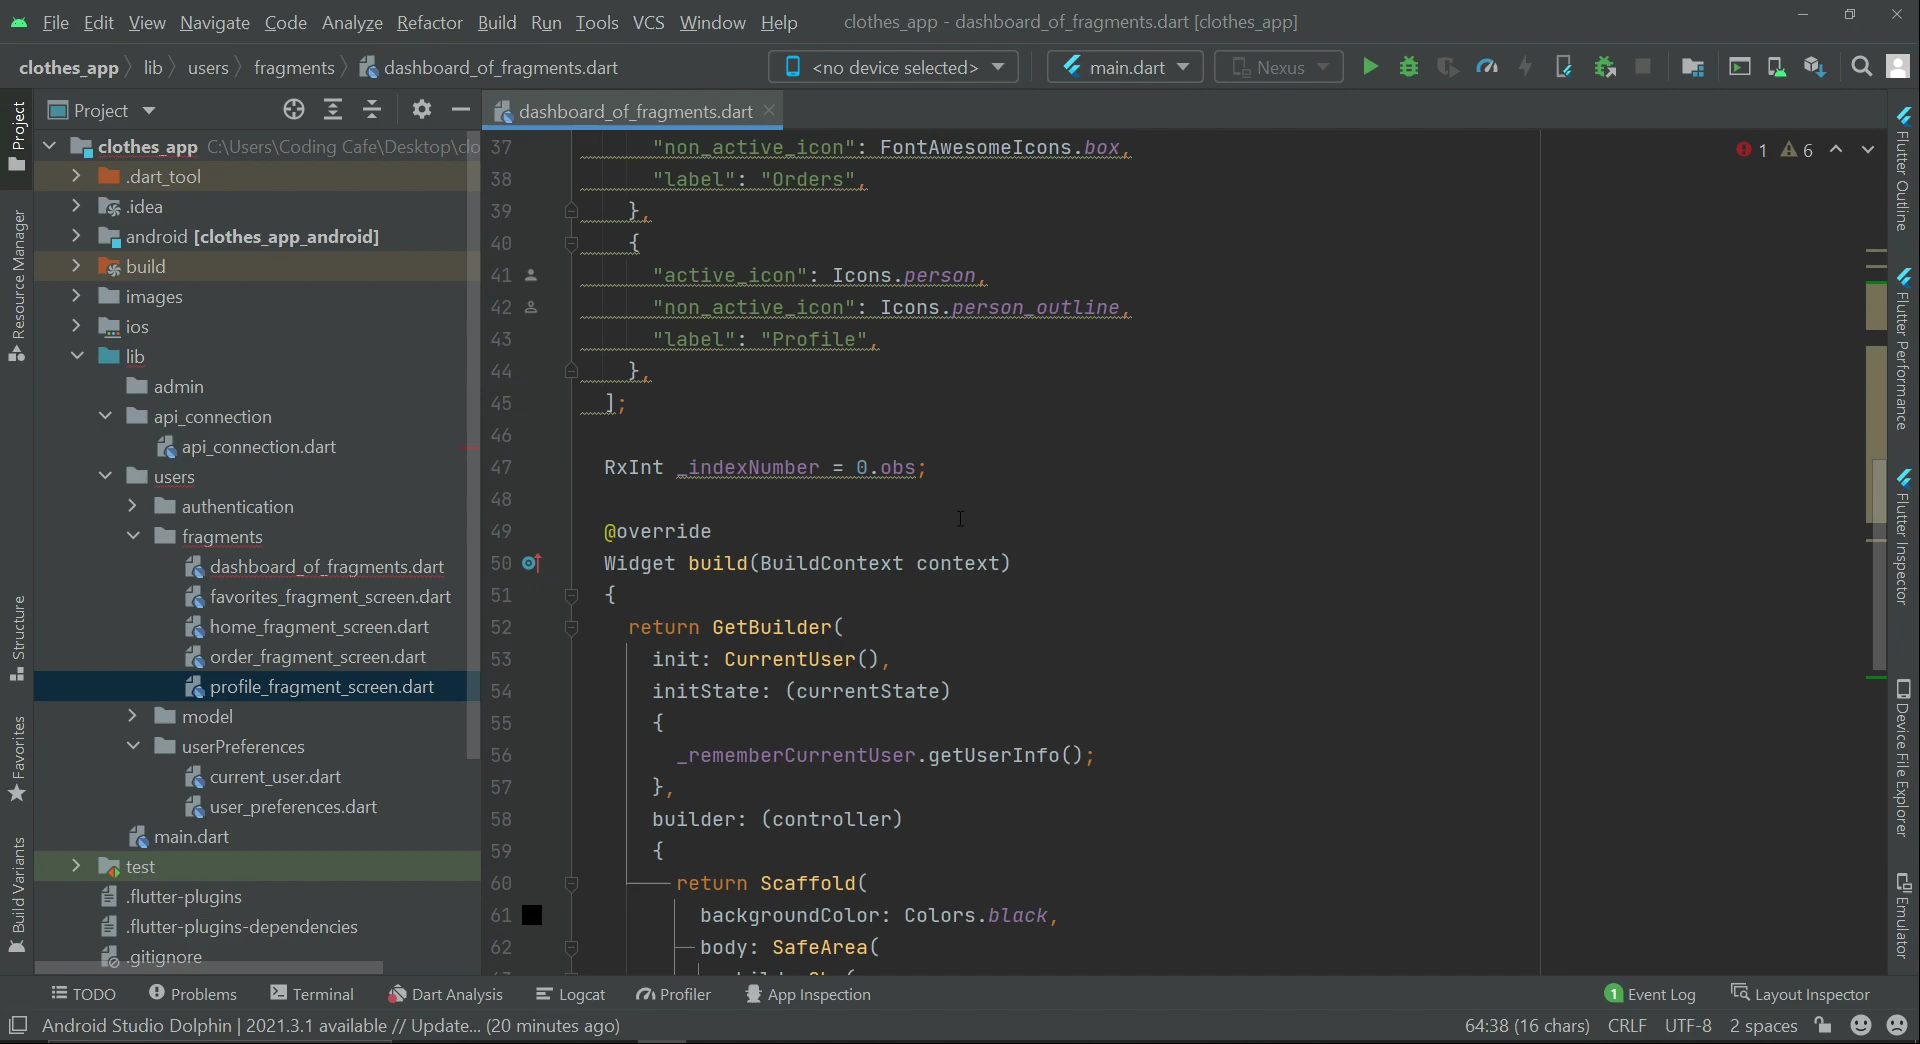 File Edit View Navigate Code Analyze Refactor Build Run Tools VCS Window Help clothes_app - dashboard_of_fragments.dart [clothes_app]
clothes_app lib users fragments dashboard_of_fragments.dart <no device selected> main.dart Nexus
Project
dashboard_of_fragments.dart
clothes_app C:\Users\Coding Cafe\Desktop\clo
.dart_tool
.idea
android [clothes_app_android]
build
images
ios
lib
admin
api_connection
api_connection.dart
users
authentication
fragments
dashboard_of_fragments.dart
favorites_fragment_screen.dart
home_fragment_screen.dart
order_fragment_screen.dart
profile_fragment_screen.dart
model
userPreferences
current_user.dart
user_preferences.dart
main.dart
test
.flutter-plugins
.flutter-plugins-dependencies
.gitignore
Project
Resource Manager
Structure
Favorites
Build Variants
37 "non_active_icon": FontAwesomeIcons.box,
38 "label": "Orders",
39 },
40 {
41 "active_icon": Icons.person,
42 "non_active_icon": Icons.person_outline,
43 "label": "Profile",
44 },
45 ];
46
47 RxInt _indexNumber = 0.obs;
48
49 @override
50 Widget build(BuildContext context)
51 {
52 return GetBuilder(
53 init: CurrentUser(),
54 initState: (currentState)
55 {
56 _rememberCurrentUser.getUserInfo();
57 },
58 builder: (controller)
59 {
60 return Scaffold(
61 backgroundColor: Colors.black,
62 body: SafeArea(
1 6
Flutter Outline
Flutter Performance
Flutter Inspector
Device File Explorer
Emulator
TODO Problems Terminal Dart Analysis Logcat Profiler App Inspection 1 Event Log Layout Inspector
Android Studio Dolphin | 2021.3.1 available // Update... (20 minutes ago) 64:38 (16 chars) CRLF UTF-8 2 spaces